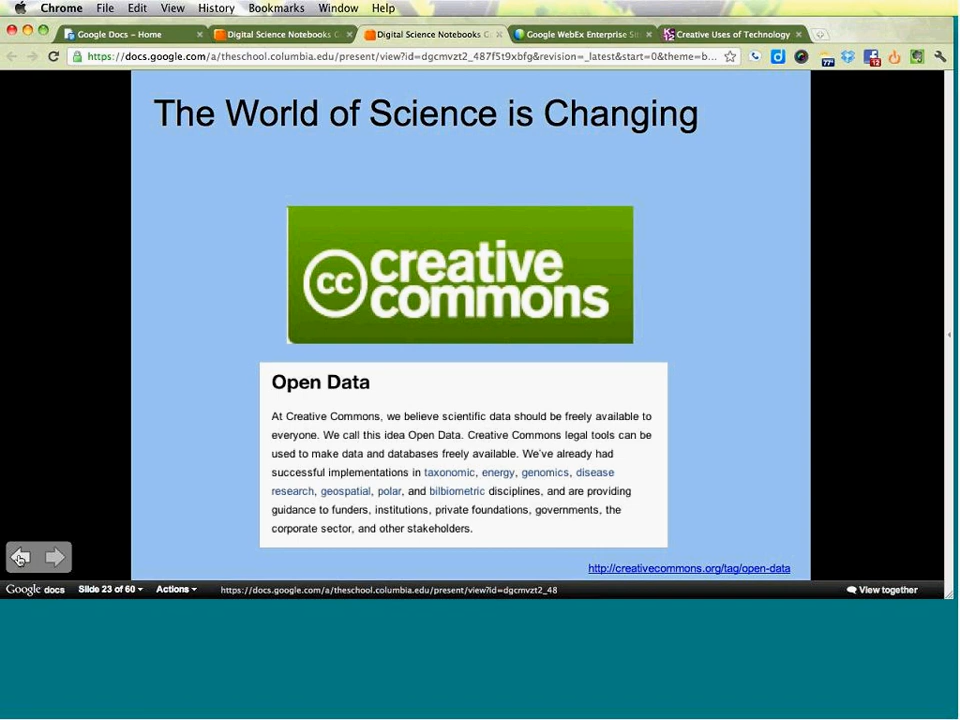 Chrome File Edit View History Bookmarks Window Help
Google Docs – Home Digital Science Notebooks G Digital Science Notebooks G Google WebEx Enterprise Sit Creative Uses of Technology
https://docs.google.com/a/theschool.columbia.edu/present/view?id=dgcmvzt2_487f5t9xbfg&revision=_latest&start=0&theme=b...
77° 12
The World of Science is Changing
cc creative
commons
Open Data
At Creative Commons, we believe scientific data should be freely available to
everyone. We call this idea Open Data. Creative Commons legal tools can be
used to make data and databases freely available. We've already had
successful implementations in taxonomic, energy, genomics, disease
research, geospatial, polar, and bilbiometric disciplines, and are providing
guidance to funders, institutions, private foundations, governments, the
corporate sector, and other stakeholders.
http://creativecommons.org/tag/open-data
Google docs Slide 23 of 60 Actions https://docs.google.com/a/theschool.columbia.edu/present/view?id=dgcmvzt2_48 View together